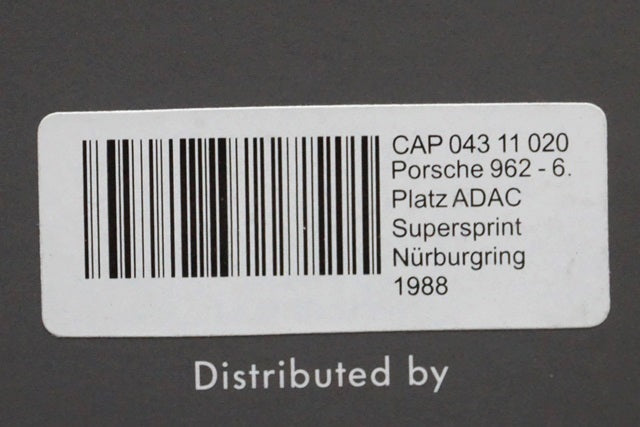 CAP 043 11 020
Porsche 962 - 6.
Platz ADAC
Supersprint
Nürburgring
1988
Distributed by